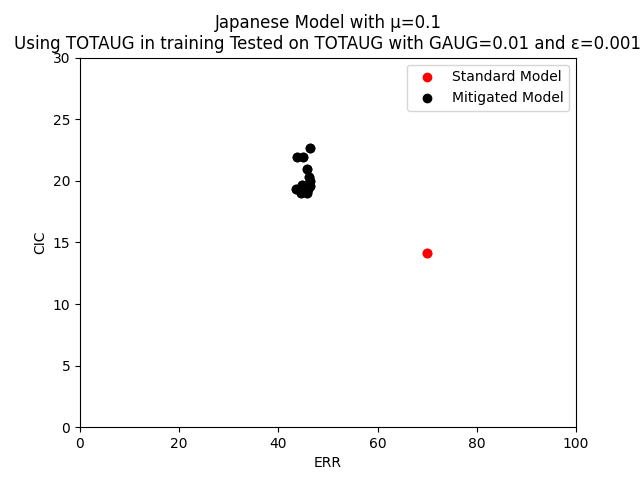 Japanese Model with μ=0.1
Using TOTAUG in training Tested on TOTAUG with GAUG=0.01 and ε=0.001
30
Standard Model
Mitigated Model
25
20
CIC
15
10
5
0
0 20 40 60 80 100
ERR